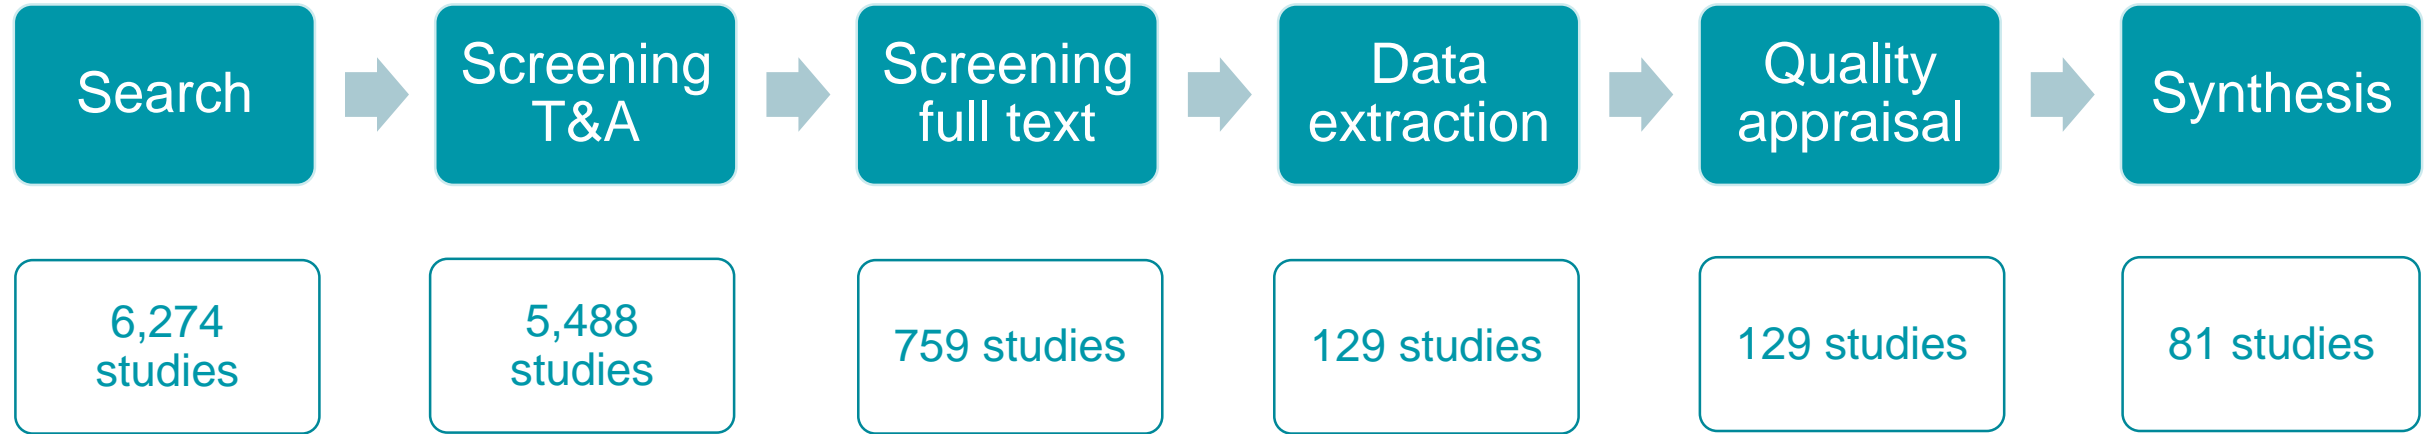 Search
Screening
T&A
Screening
full text
Data
extraction
Quality
appraisal
Synthesis
6,274
studies
5,488
studies
759 studies
129 studies
129 studies
81 studies